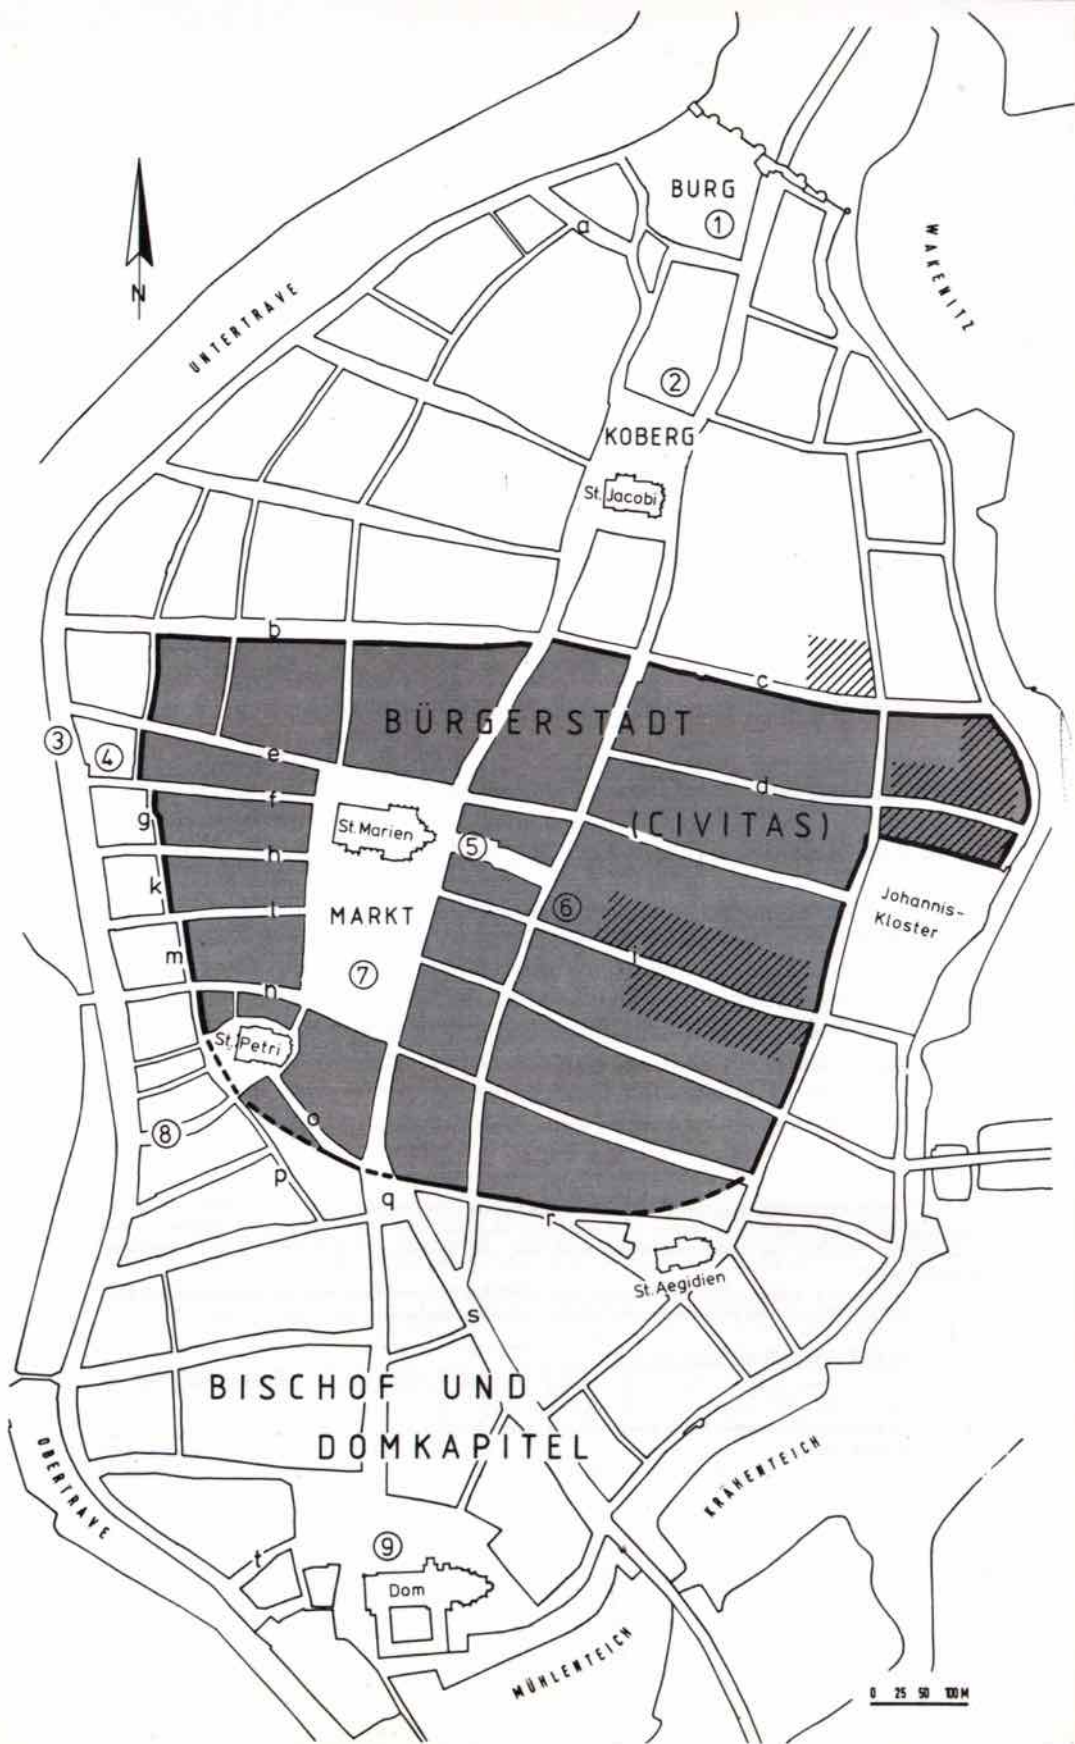 BURG
①
a
WAKENITZ
N
UNTERTRAVE
②
KOBERG
St. Jacobi
b
c
BÜRGERSTADT
③
④
e
d
f
g
St. Marien
(CIVITAS)
⑤
h
k
Johannis-
Kloster
l
MARKT
⑥
m
i
⑦
n
St. Petri
o
⑧
p
q
r
St. Aegidien
s
BISCHOF UND
DOMKAPITEL
OBERTRAVE
KRÄHENTEICH
⑨
t
Dom
MÜHLENTEICH
0 25 50 100M